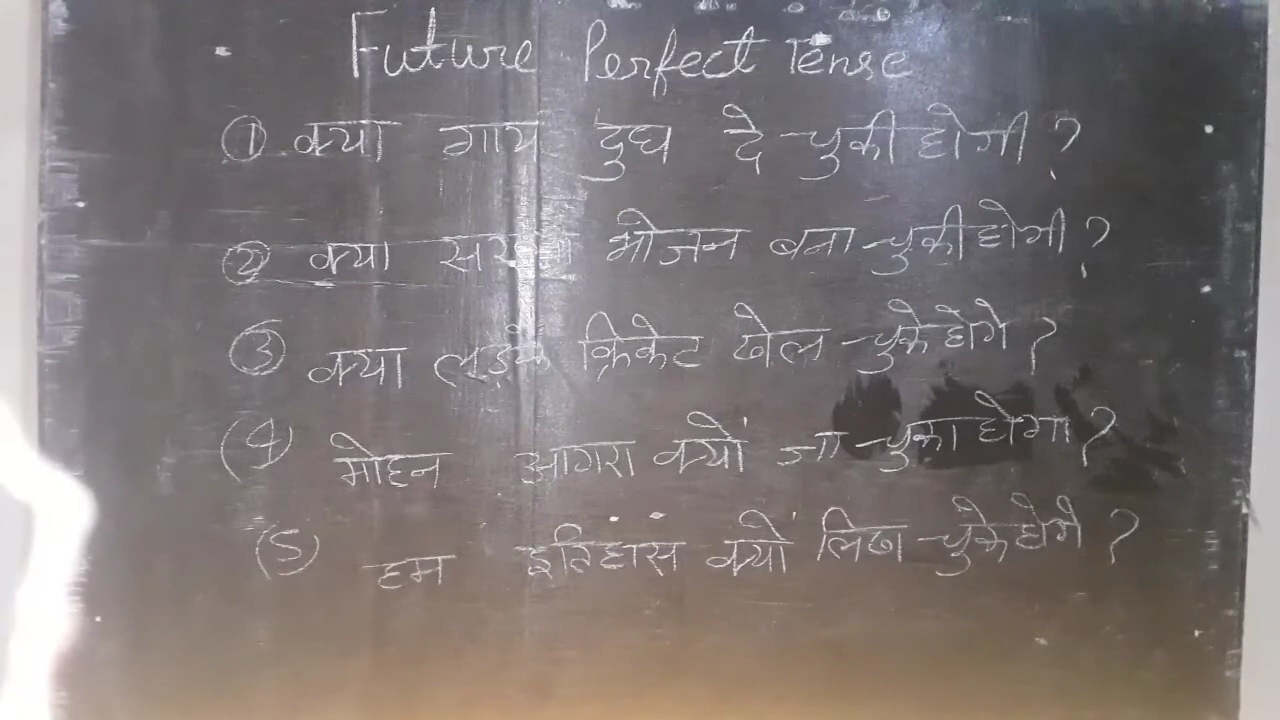 Future Perfect Tense
① क्या गाय दुध दे चुकी होगी ?
② क्या भोजन बना चुकी होगी ?
③ क्या लड़के क्रिकेट खेल चुके होगे ?
(4) मोहन आगरा क्यों जा चुका होगा ?
(5) हम इतिहास क्यों लिख चुके होगे ?